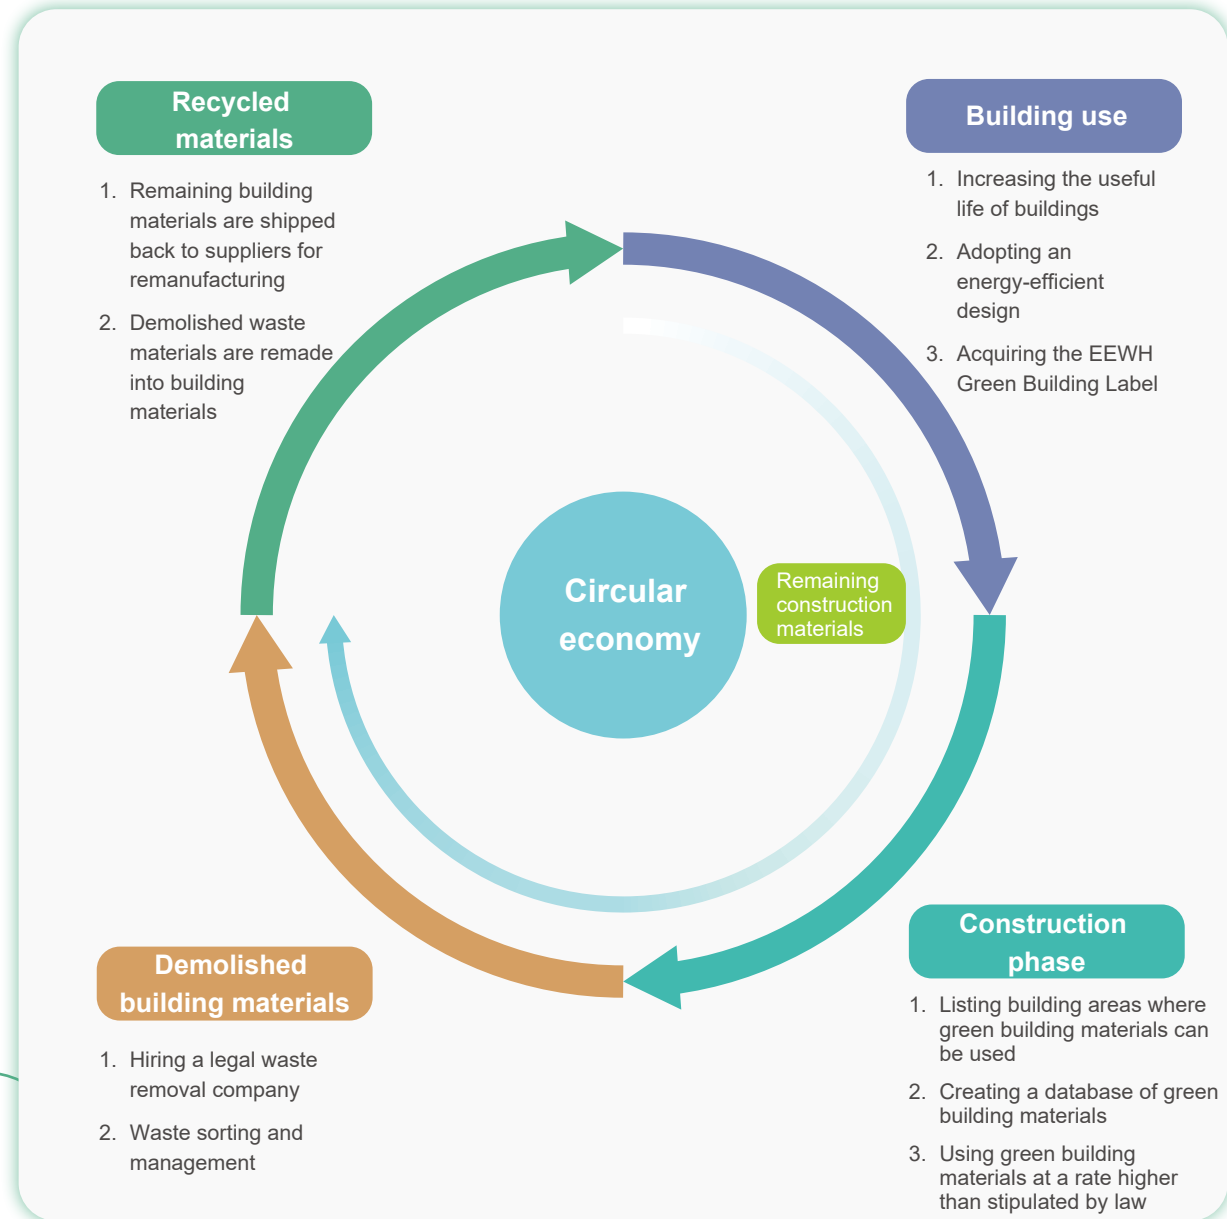 Recycled
materials
1. Remaining building
materials are shipped
back to suppliers for
remanufacturing
2. Demolished waste
materials are remade
into building
materials
Building use
1. Increasing the useful
life of buildings
2. Adopting an
energy-efficient
design
3. Acquiring the EEWH
Green Building Label
Circular
economy
Remaining
construction
materials
Demolished
building materials
1. Hiring a legal waste
removal company
2. Waste sorting and
management
Construction
phase
1. Listing building areas where
green building materials can
be used
2. Creating a database of green
building materials
3. Using green building
materials at a rate higher
than stipulated by law